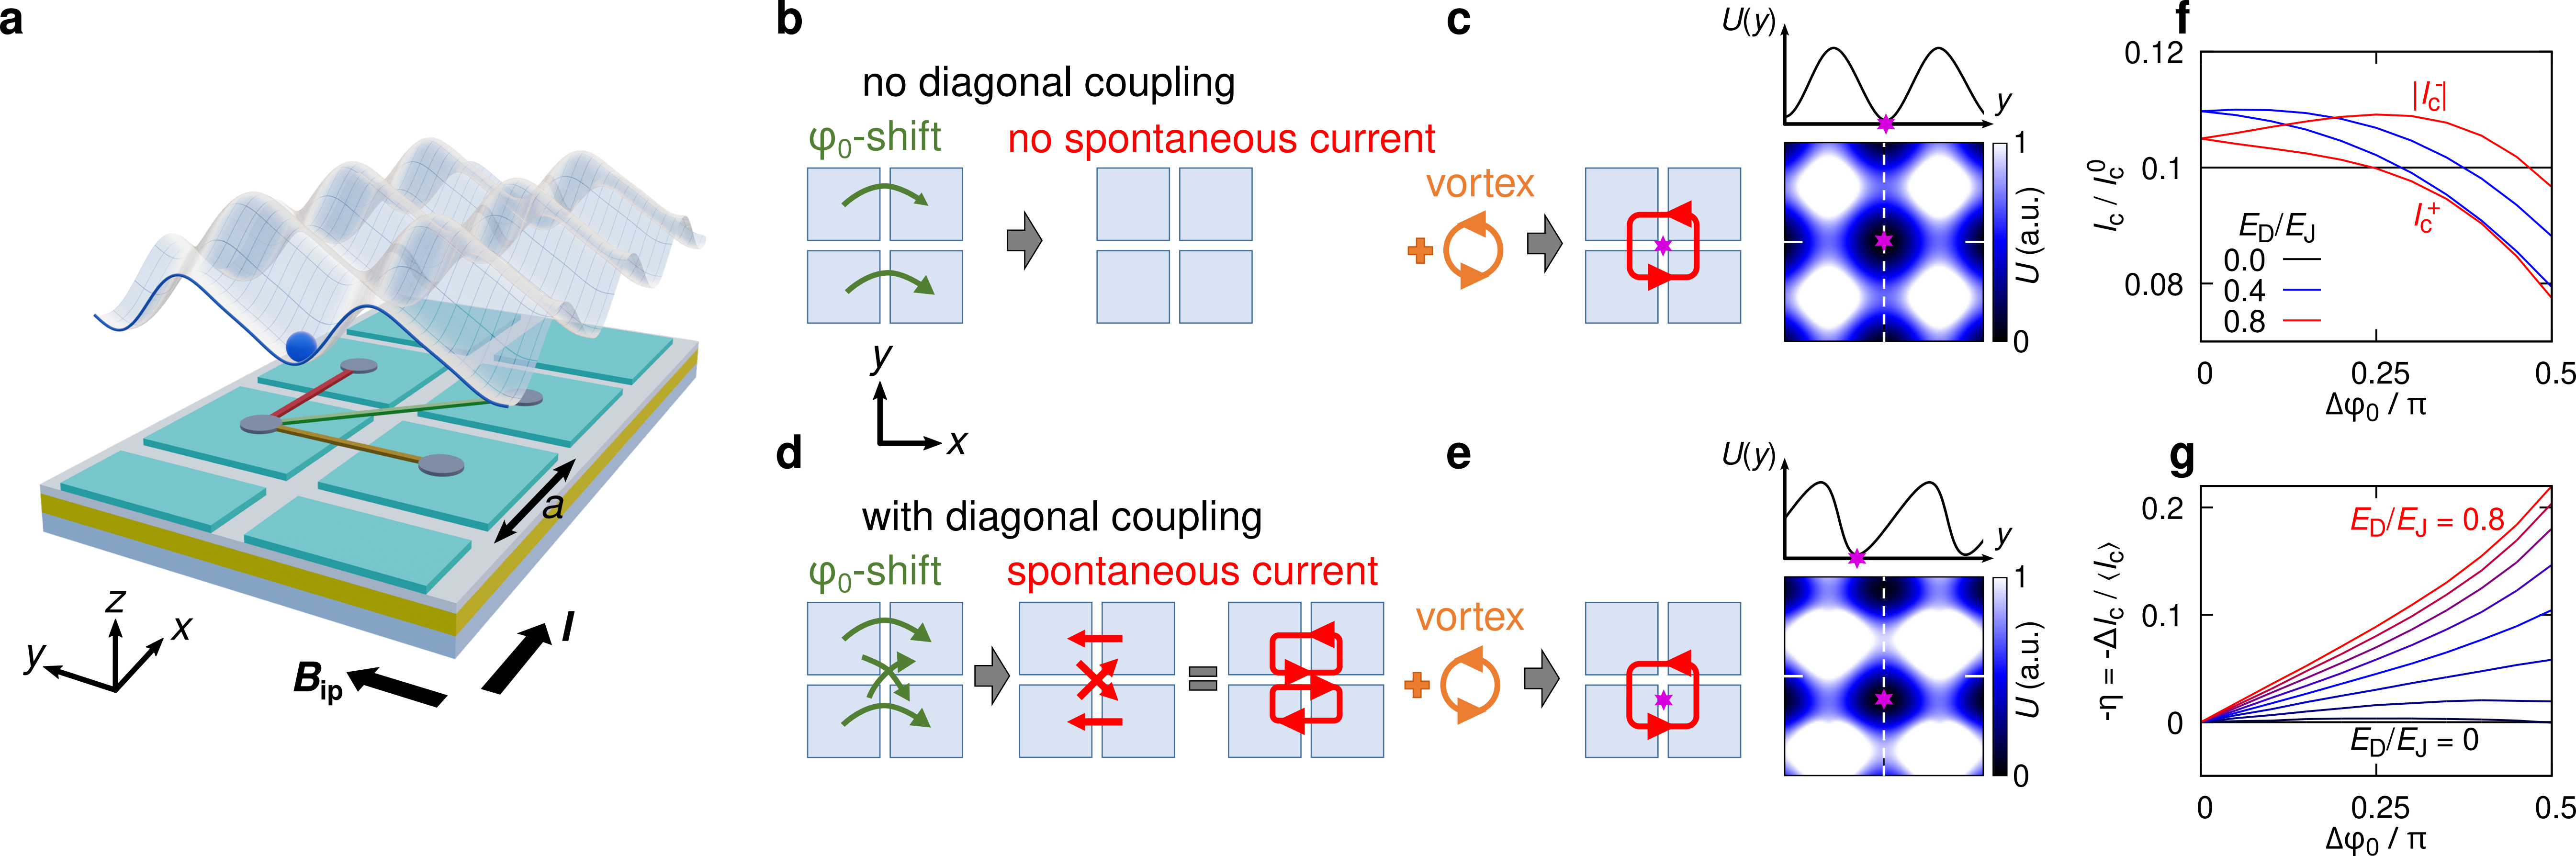 a
a
z
x
y
B_ip
I
b
no diagonal coupling
φ₀-shift
no spontaneous current
vortex
y
x
c
U(y)
y
1
U (a.u.)
0
d
with diagonal coupling
φ₀-shift
spontaneous current
vortex
e
U(y)
y
1
U (a.u.)
0
f
0.12
0.1
0.08
I_c / I_c^0
|I_c^-|
I_c^+
E_D/E_J
0.0
0.4
0.8
0 0.25 0.5
Δφ₀ / π
g
0.2
0.1
0
-η = -ΔI_c / ⟨I_c⟩
E_D/E_J = 0.8
E_D/E_J = 0
0 0.25 0.5
Δφ₀ / π